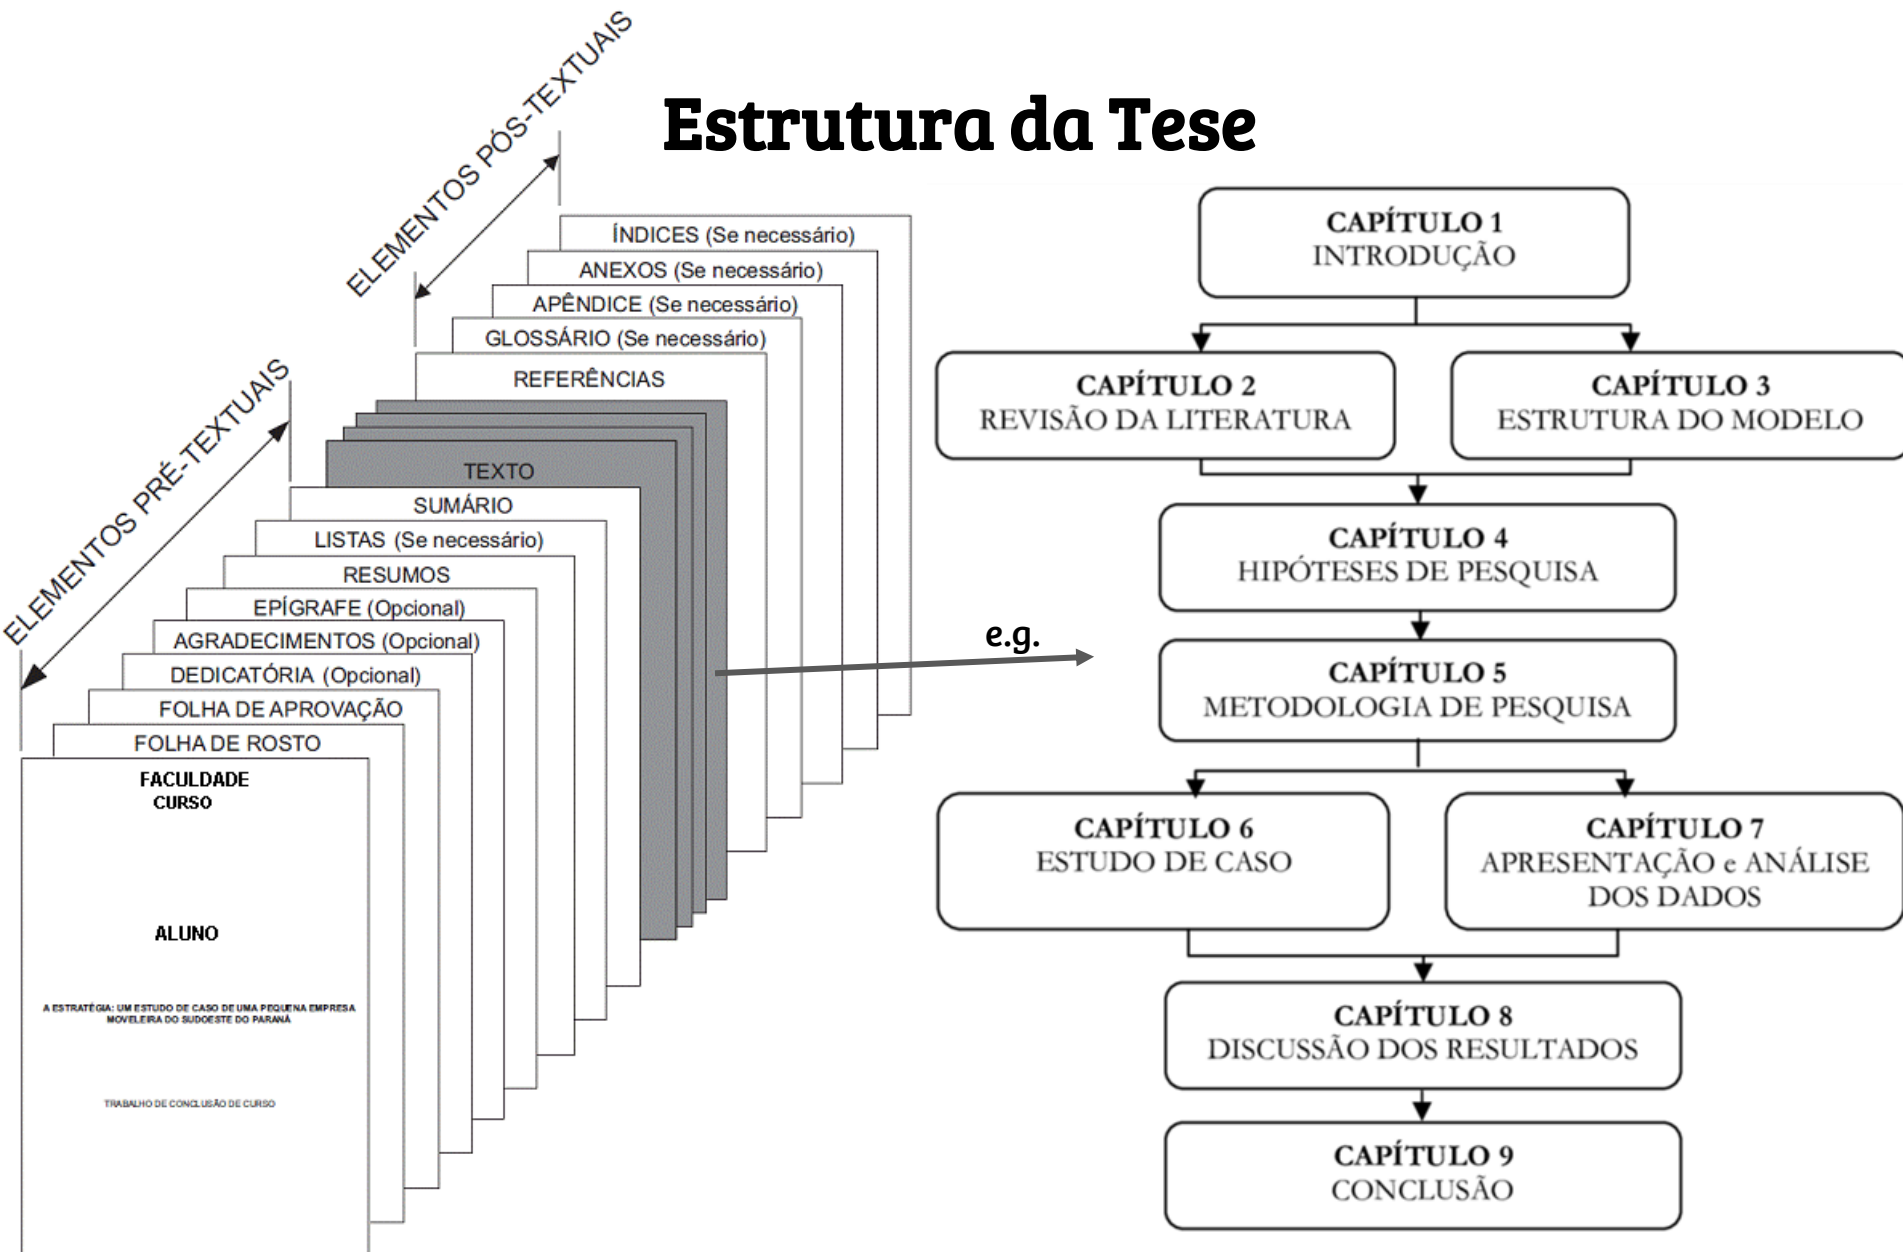 Estrutura da Tese
ELEMENTOS PÓS-TEXTUAIS
ÍNDICES (Se necessário)
ANEXOS (Se necessário)
APÊNDICE (Se necessário)
GLOSSÁRIO (Se necessário)
REFERÊNCIAS
TEXTO
ELEMENTOS PRÉ-TEXTUAIS
SUMÁRIO
LISTAS (Se necessário)
RESUMOS
EPÍGRAFE (Opcional)
AGRADECIMENTOS (Opcional)
DEDICATÓRIA (Opcional)
FOLHA DE APROVAÇÃO
FOLHA DE ROSTO
FACULDADE
CURSO
ALUNO
A ESTRATÉGIA: UM ESTUDO DE CASO DE UMA PEQUENA EMPRESA
MOVELEIRA DO SUDOESTE DO PARANÁ
TRABALHO DE CONCLUSÃO DE CURSO
e.g.
CAPÍTULO 1
INTRODUÇÃO
CAPÍTULO 2
REVISÃO DA LITERATURA
CAPÍTULO 3
ESTRUTURA DO MODELO
CAPÍTULO 4
HIPÓTESES DE PESQUISA
CAPÍTULO 5
METODOLOGIA DE PESQUISA
CAPÍTULO 6
ESTUDO DE CASO
CAPÍTULO 7
APRESENTAÇÃO e ANÁLISE
DOS DADOS
CAPÍTULO 8
DISCUSSÃO DOS RESULTADOS
CAPÍTULO 9
CONCLUSÃO